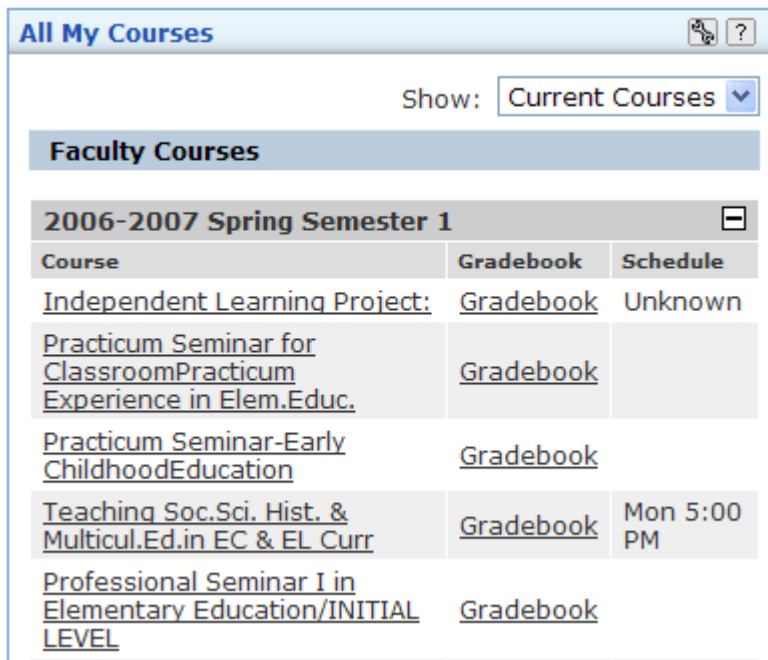 All My Courses ?
Show: Current Courses
Faculty Courses
2006-2007 Spring Semester 1
Course Gradebook Schedule
Independent Learning Project: Gradebook Unknown
Practicum Seminar for
ClassroomPracticum
Experience in Elem.Educ. Gradebook
Practicum Seminar-Early
ChildhoodEducation Gradebook
Teaching Soc.Sci. Hist. &
Multicul.Ed.in EC & EL Curr Gradebook Mon 5:00
PM
Professional Seminar I in
Elementary Education/INITIAL
LEVEL Gradebook